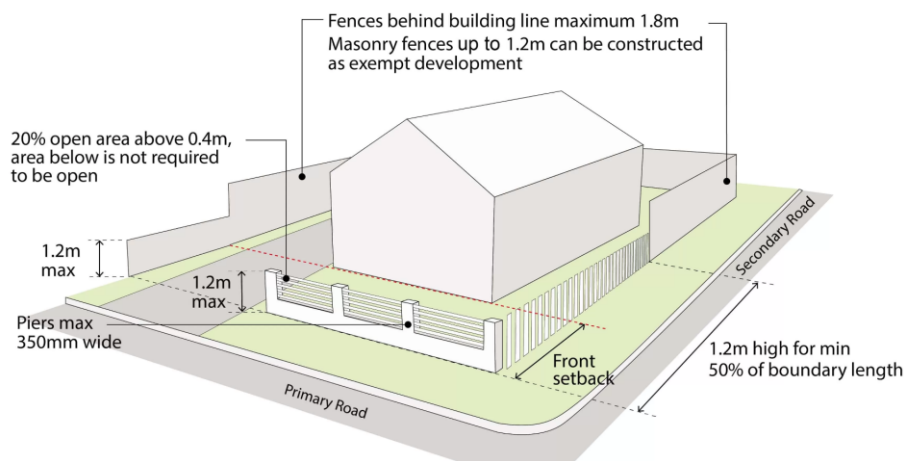 Fences behind building line maximum 1.8m
Masonry fences up to 1.2m can be constructed
as exempt development
20% open area above 0.4m,
area below is not required
to be open
1.2m
max
1.2m
max
Piers max
350mm wide
Front
setback
Primary Road
Secondary Road
1.2m high for min
50% of boundary length